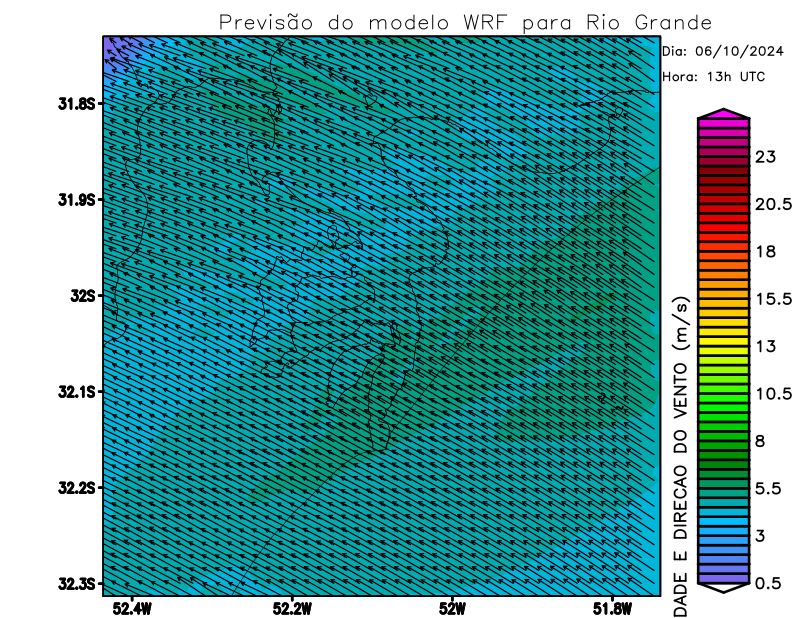 Previsão do modelo WRF para Rio Grande
Dia: 06/10/2024
Hora: 13h UTC
31.8S
31.9S
32S
32.1S
32.2S
32.3S
52.4W
52.2W
52W
51.8W
23
20.5
18
15.5
13
10.5
8
5.5
3
0.5
DADE E DIRECAO DO VENTO (m/s)